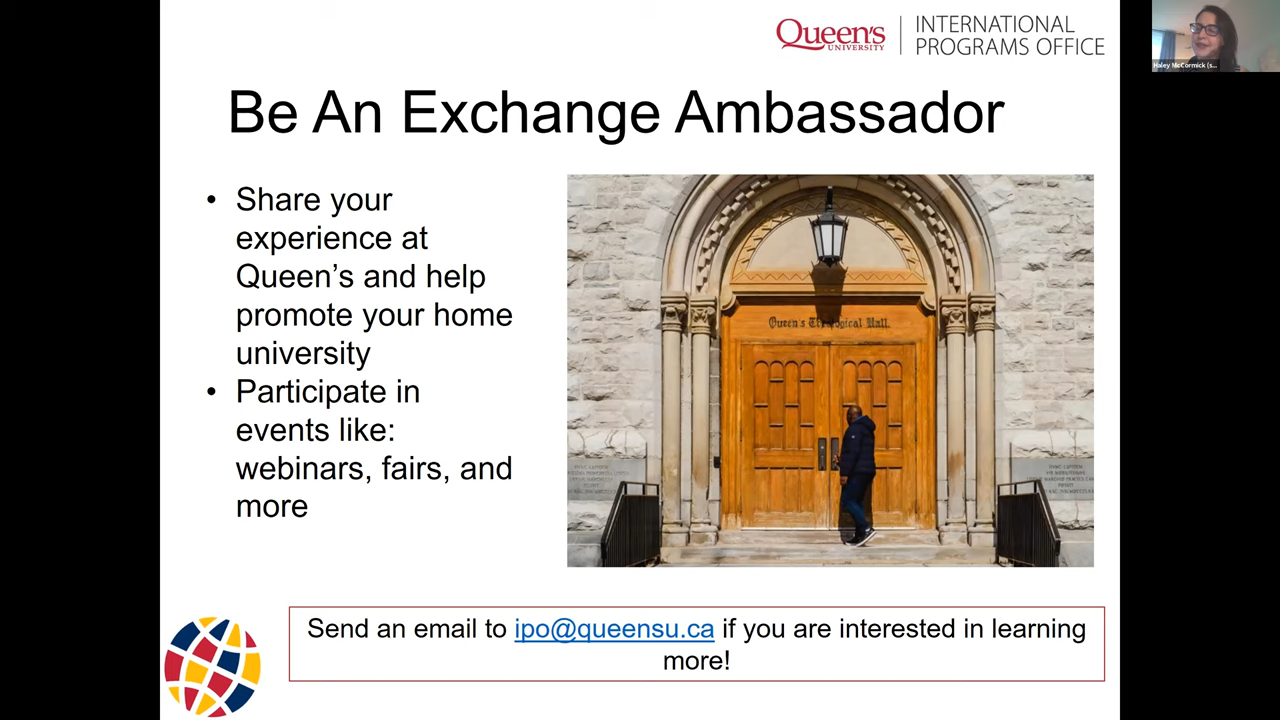 Queen's
UNIVERSITY
INTERNATIONAL
PROGRAMS OFFICE
Haley McCormick (s...
Be An Exchange Ambassador
• Share your
experience at
Queen’s and help
promote your home
university
• Participate in
events like:
webinars, fairs, and
more
Queen's Theological Hall.
Send an email to ipo@queensu.ca if you are interested in learning
more!